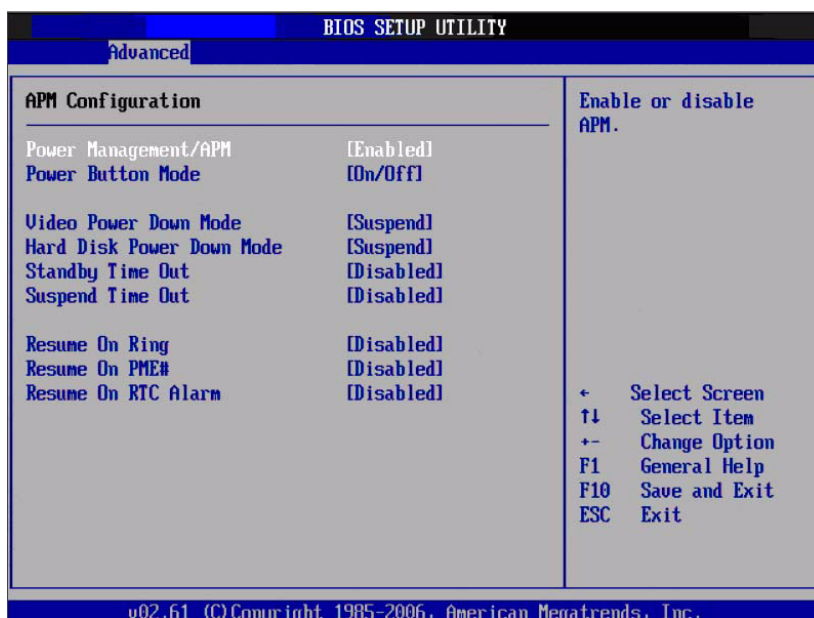 BIOS SETUP UTILITY
Advanced
APM Configuration
Power Management/APM [Enabled]
Power Button Mode [On/Off]
Video Power Down Mode [Suspend]
Hard Disk Power Down Mode [Suspend]
Standby Time Out [Disabled]
Suspend Time Out [Disabled]
Resume On Ring [Disabled]
Resume On PME# [Disabled]
Resume On RTC Alarm [Disabled]
Enable or disable
APM.
← Select Screen
↑↓ Select Item
+- Change Option
F1 General Help
F10 Save and Exit
ESC Exit
v02.61 (C)Copyright 1985-2006, American Megatrends, Inc.